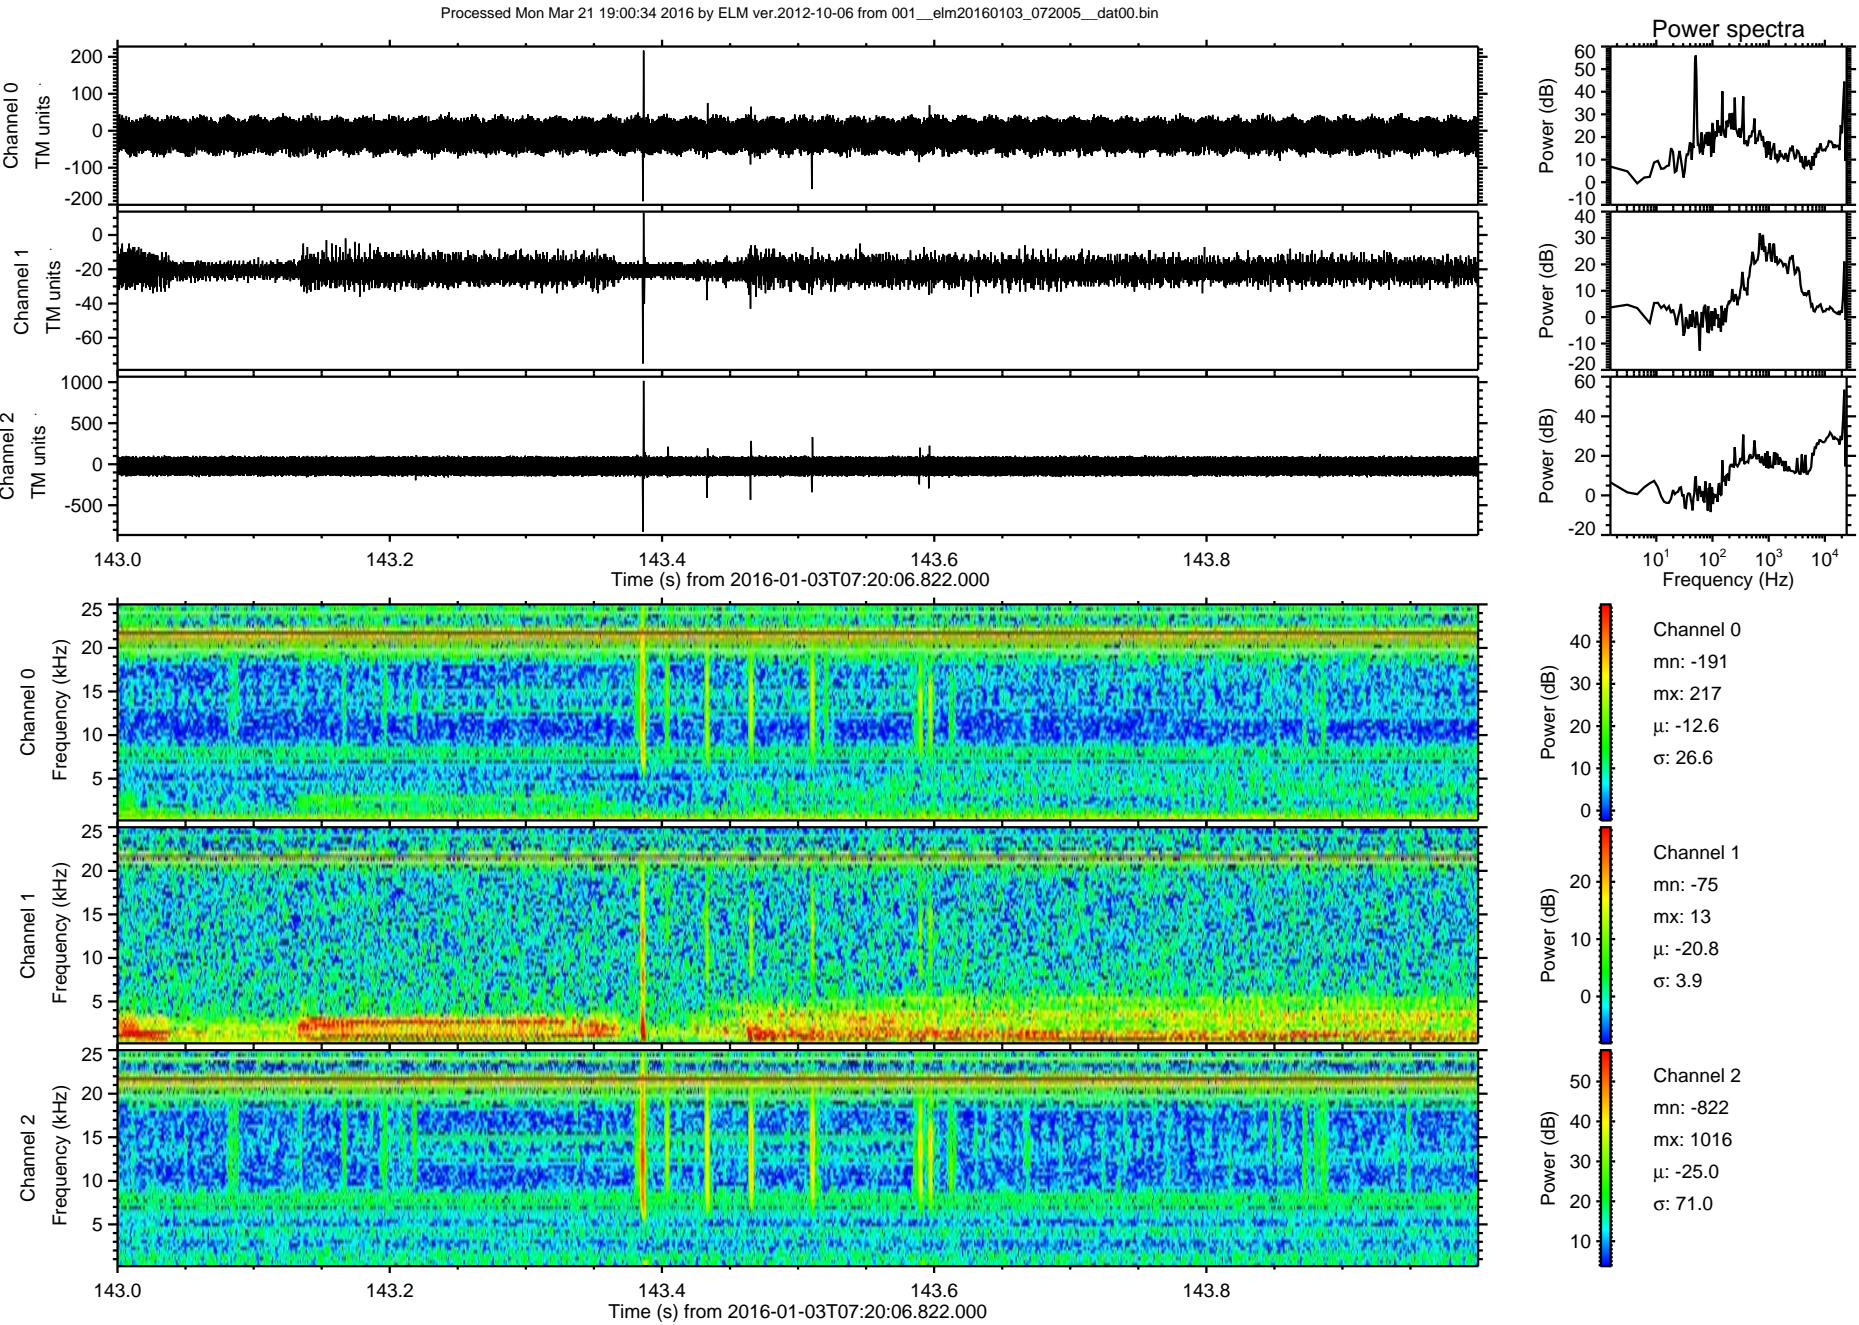 Processed Mon Mar 21 19:00:34 2016 by ELM ver.2012-10-06 from 001__elm20160103_072005__dat00.bin
Power spectra
Channel 0
TM units
200
100
0
-100
-200
Power (dB)
60
50
40
30
20
10
0
-10
Channel 1
TM units
0
-20
-40
-60
Power (dB)
40
30
20
10
0
-10
-20
Channel 2
TM units
1000
500
0
-500
Power (dB)
60
40
20
0
-20
143.0 143.2 143.4 143.6 143.8
Time (s) from 2016-01-03T07:20:06.822.000
10¹ 10² 10³ 10⁴
Frequency (Hz)
Channel 0
Frequency (kHz)
25
20
15
10
5
Power (dB)
40
30
20
10
0
Channel 0
mn: -191
mx: 217
μ: -12.6
σ: 26.6
Channel 1
Frequency (kHz)
25
20
15
10
5
Power (dB)
20
10
0
Channel 1
mn: -75
mx: 13
μ: -20.8
σ: 3.9
Channel 2
Frequency (kHz)
25
20
15
10
5
Power (dB)
50
40
30
20
10
Channel 2
mn: -822
mx: 1016
μ: -25.0
σ: 71.0
143.0 143.2 143.4 143.6 143.8
Time (s) from 2016-01-03T07:20:06.822.000